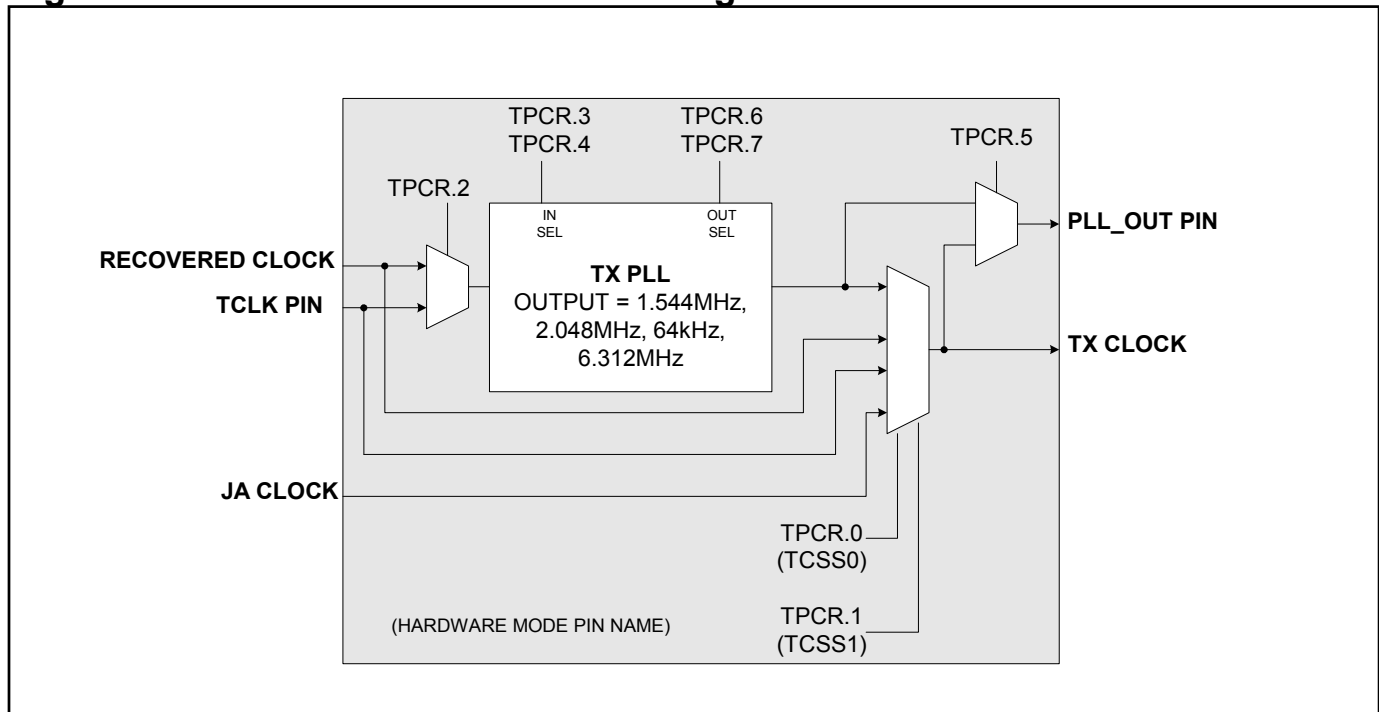 TPCR.3
TPCR.4
TPCR.6
TPCR.7
TPCR.5
TPCR.2
IN
SEL
OUT
SEL
PLL_OUT PIN
RECOVERED CLOCK
TX PLL
OUTPUT = 1.544MHz,
2.048MHz, 64kHz,
6.312MHz
TCLK PIN
TX CLOCK
JA CLOCK
TPCR.0
(TCSS0)
TPCR.1
(TCSS1)
(HARDWARE MODE PIN NAME)